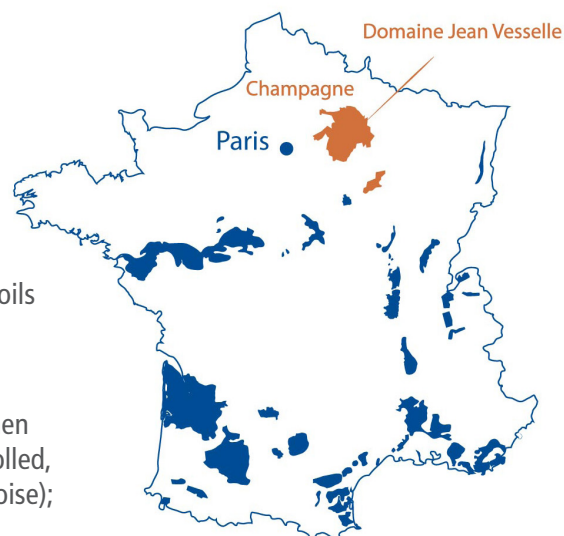 Domaine Jean Vesselle
Champagne
Paris
oils
en
olled,
oise);